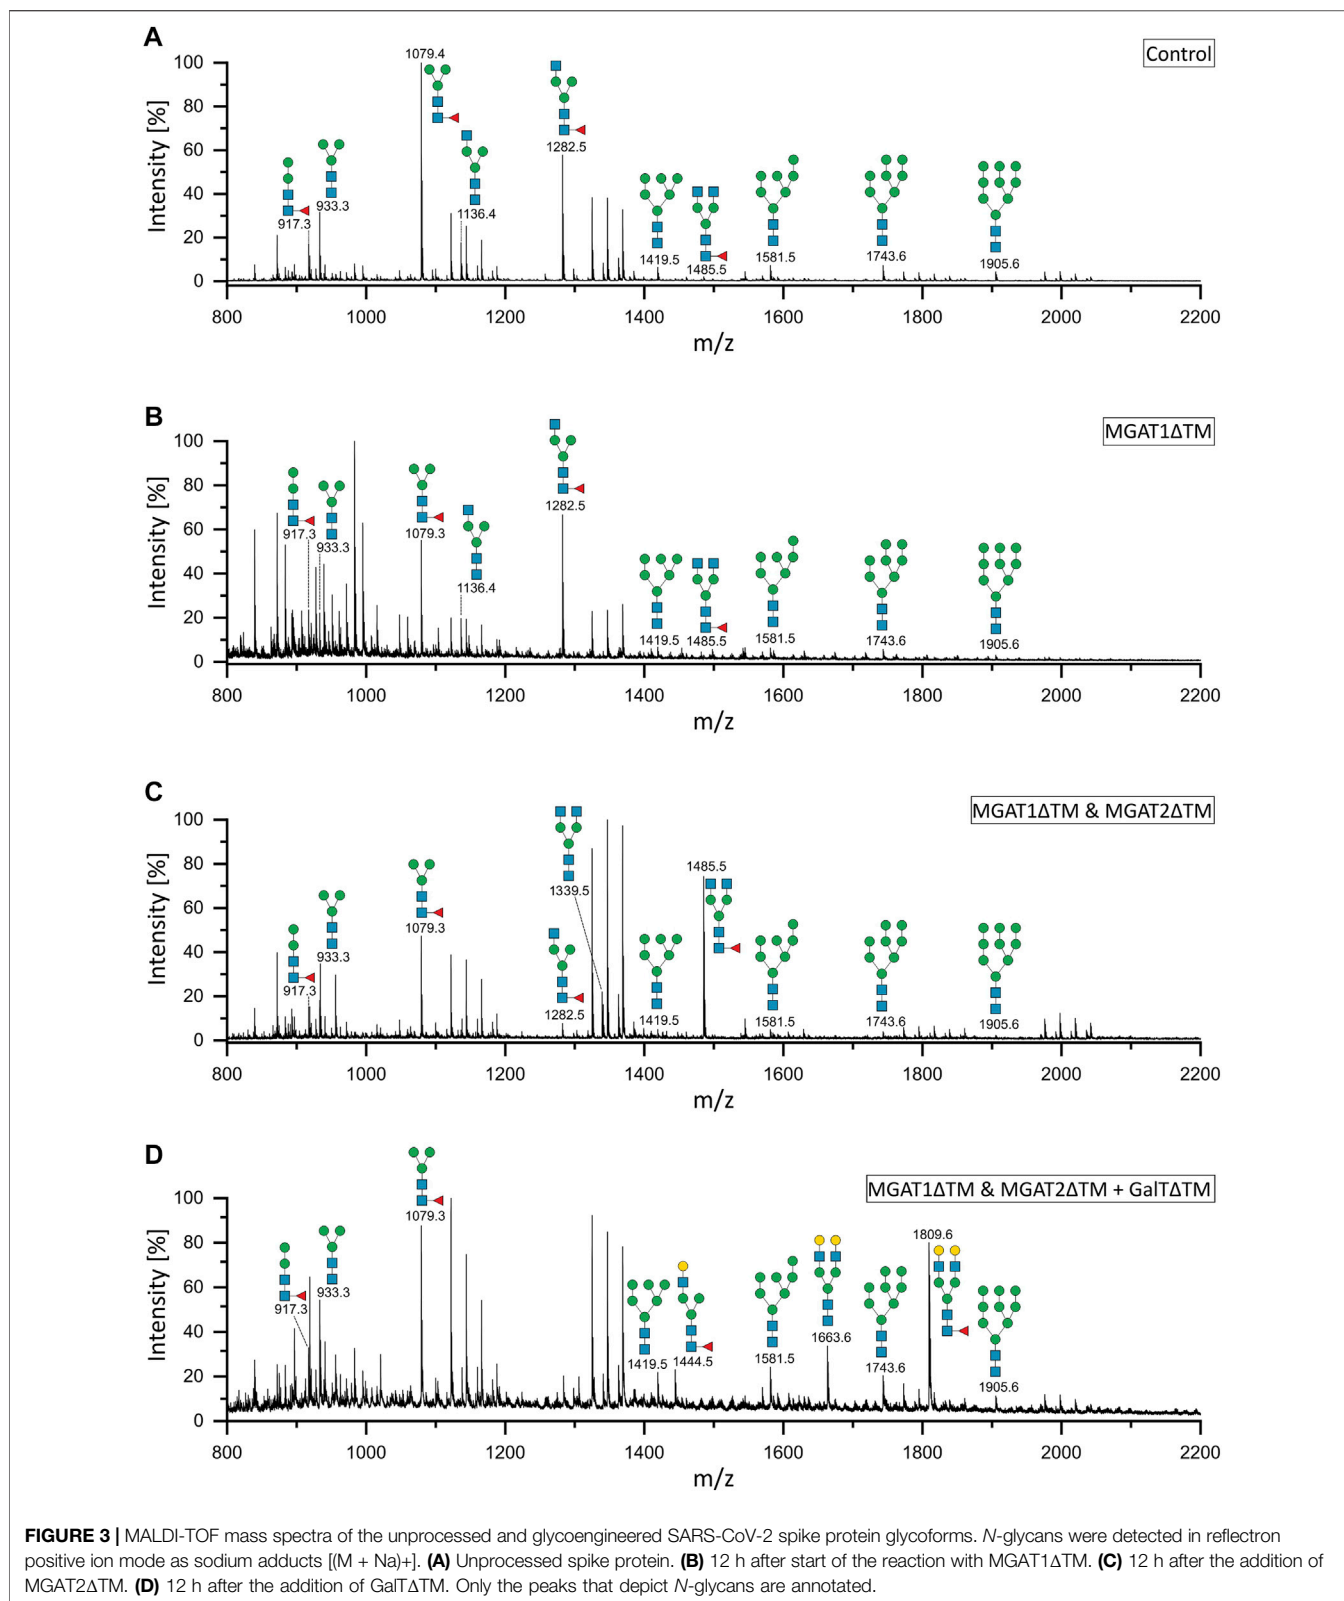 A
Control
Intensity [%]
100
80
60
40
20
0
1079.4
1282.5
1136.4
933.3
917.3
1419.5
1485.5
1581.5
1743.6
1905.6
800 1000 1200 1400 1600 1800 2000 2200
m/z
B
MGAT1ΔTM
Intensity [%]
100
80
60
40
20
0
917.3
933.3
1079.3
1136.4
1282.5
1419.5
1485.5
1581.5
1743.6
1905.6
800 1000 1200 1400 1600 1800 2000 2200
m/z
C
MGAT1ΔTM & MGAT2ΔTM
Intensity [%]
100
80
60
40
20
0
917.3
933.3
1079.3
1339.5
1282.5
1419.5
1485.5
1581.5
1743.6
1905.6
800 1000 1200 1400 1600 1800 2000 2200
m/z
D
MGAT1ΔTM & MGAT2ΔTM + GalTΔTM
Intensity [%]
100
80
60
40
20
0
917.3
933.3
1079.3
1419.5
1444.5
1581.5
1663.6
1743.6
1809.6
1905.6
800 1000 1200 1400 1600 1800 2000 2200
m/z
FIGURE 3 | MALDI-TOF mass spectra of the unprocessed and glycoengineered SARS-CoV-2 spike protein glycoforms. N-glycans were detected in reflectron
positive ion mode as sodium adducts [(M + Na)+]. (A) Unprocessed spike protein. (B) 12 h after start of the reaction with MGAT1ΔTM. (C) 12 h after the addition of
MGAT2ΔTM. (D) 12 h after the addition of GalTΔTM. Only the peaks that depict N-glycans are annotated.